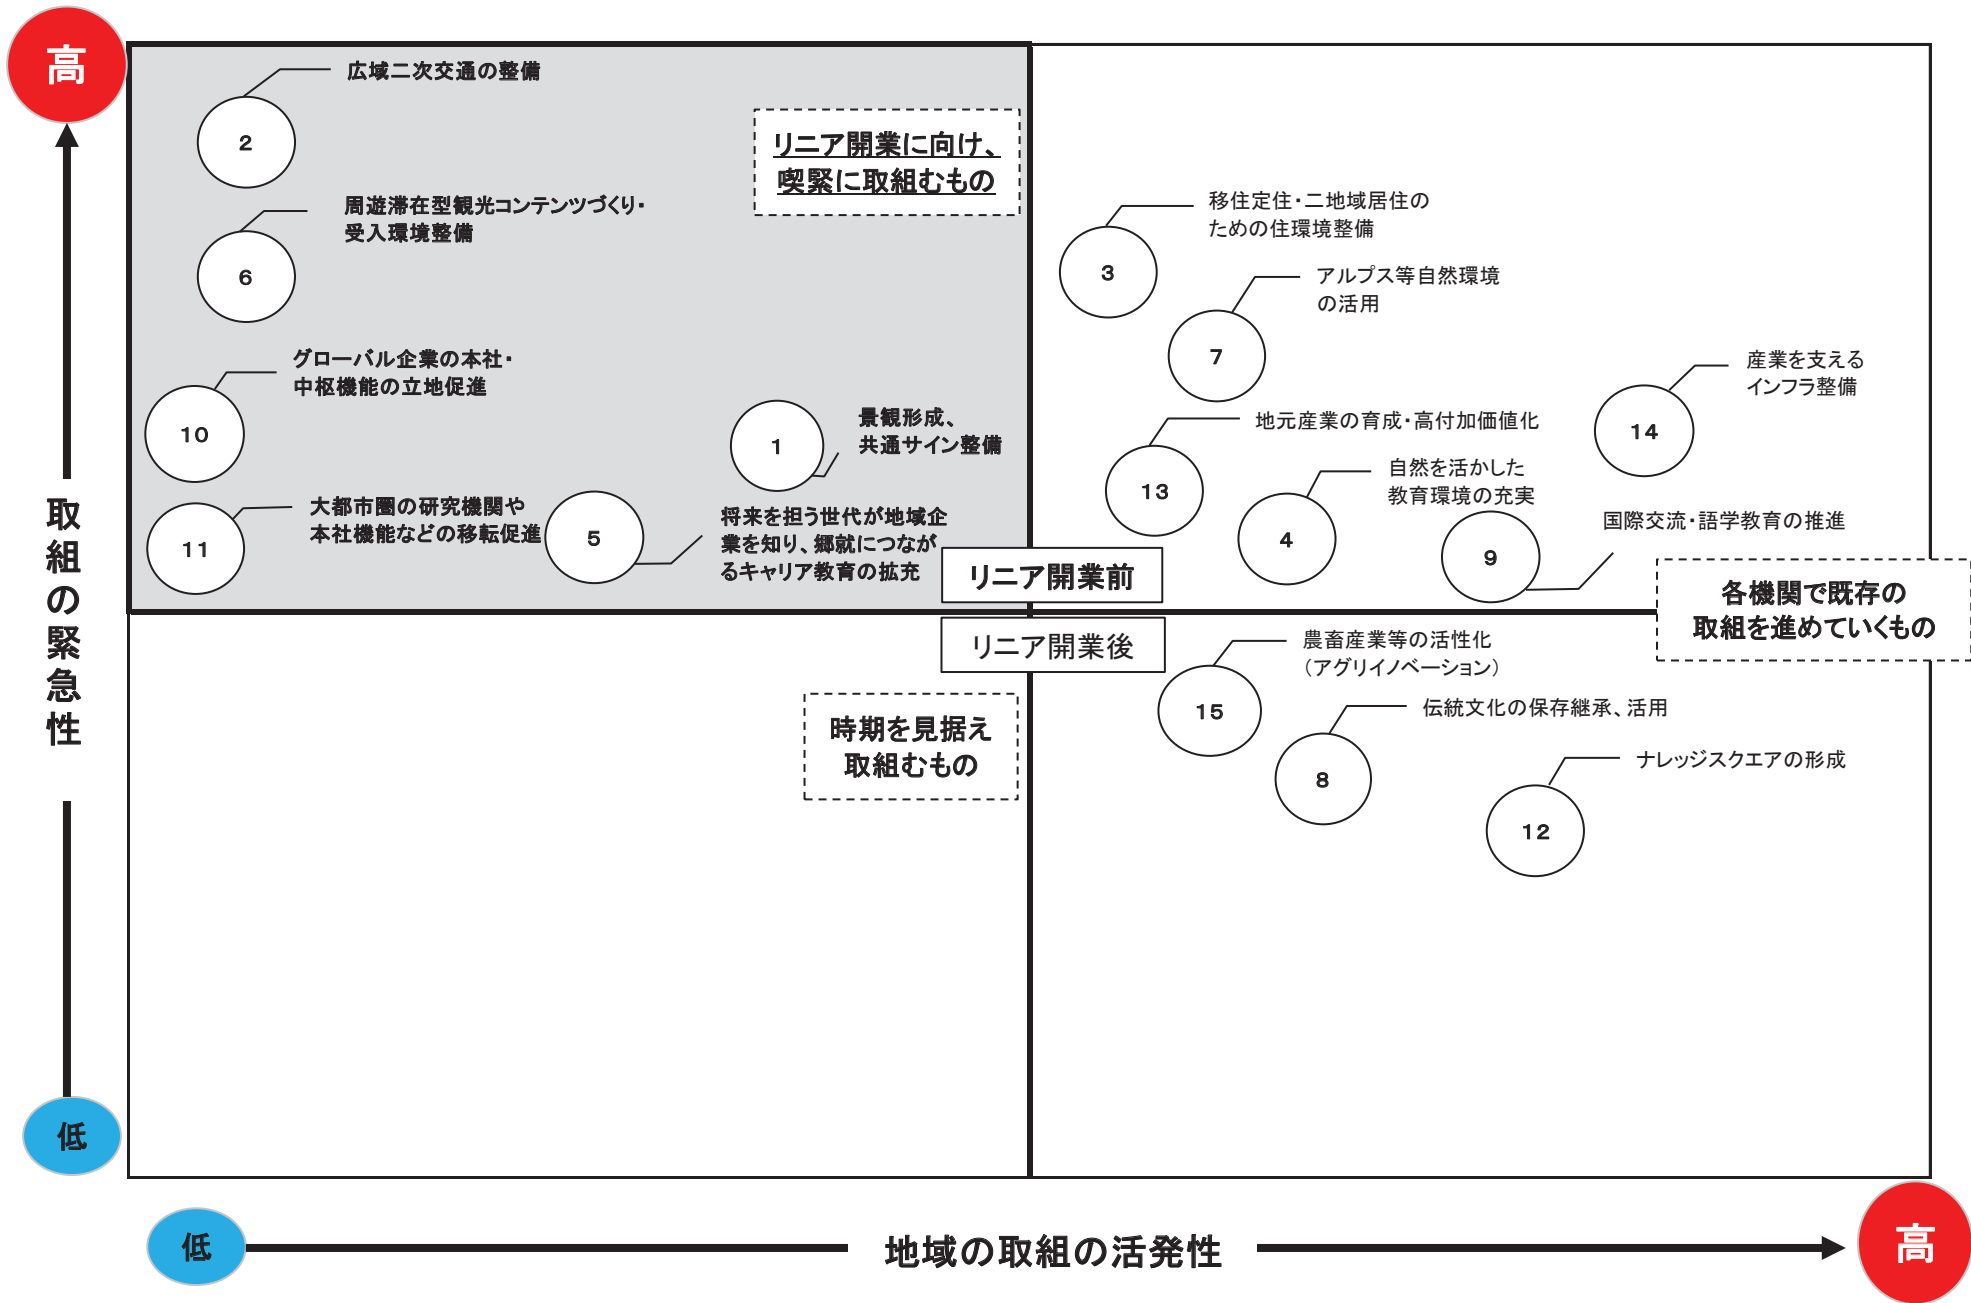 高
広域二次交通の整備
2
リニア開業に向け、
喫緊に取組むもの
周遊滞在型観光コンテンツづくり・
受入環境整備
6
グローバル企業の本社・
中枢機能の立地促進
10
景観形成、
共通サイン整備
1
大都市圏の研究機関や
本社機能などの移転促進
11
5
将来を担う世代が地域企
業を知り、郷就につなが
るキャリア教育の拡充
移住定住・二地域居住の
ための住環境整備
3
アルプス等自然環境
の活用
7
産業を支える
インフラ整備
14
地元産業の育成・高付加価値化
13
自然を活かした
教育環境の充実
4
国際交流・語学教育の推進
9
リニア開業前
各機関で既存の
取組を進めていくもの
リニア開業後
時期を見据え
取組むもの
農畜産業等の活性化
（アグリイノベーション）
15
伝統文化の保存継承、活用
8
ナレッジスクエアの形成
12
取組の緊急性
低
低
地域の取組の活発性
高